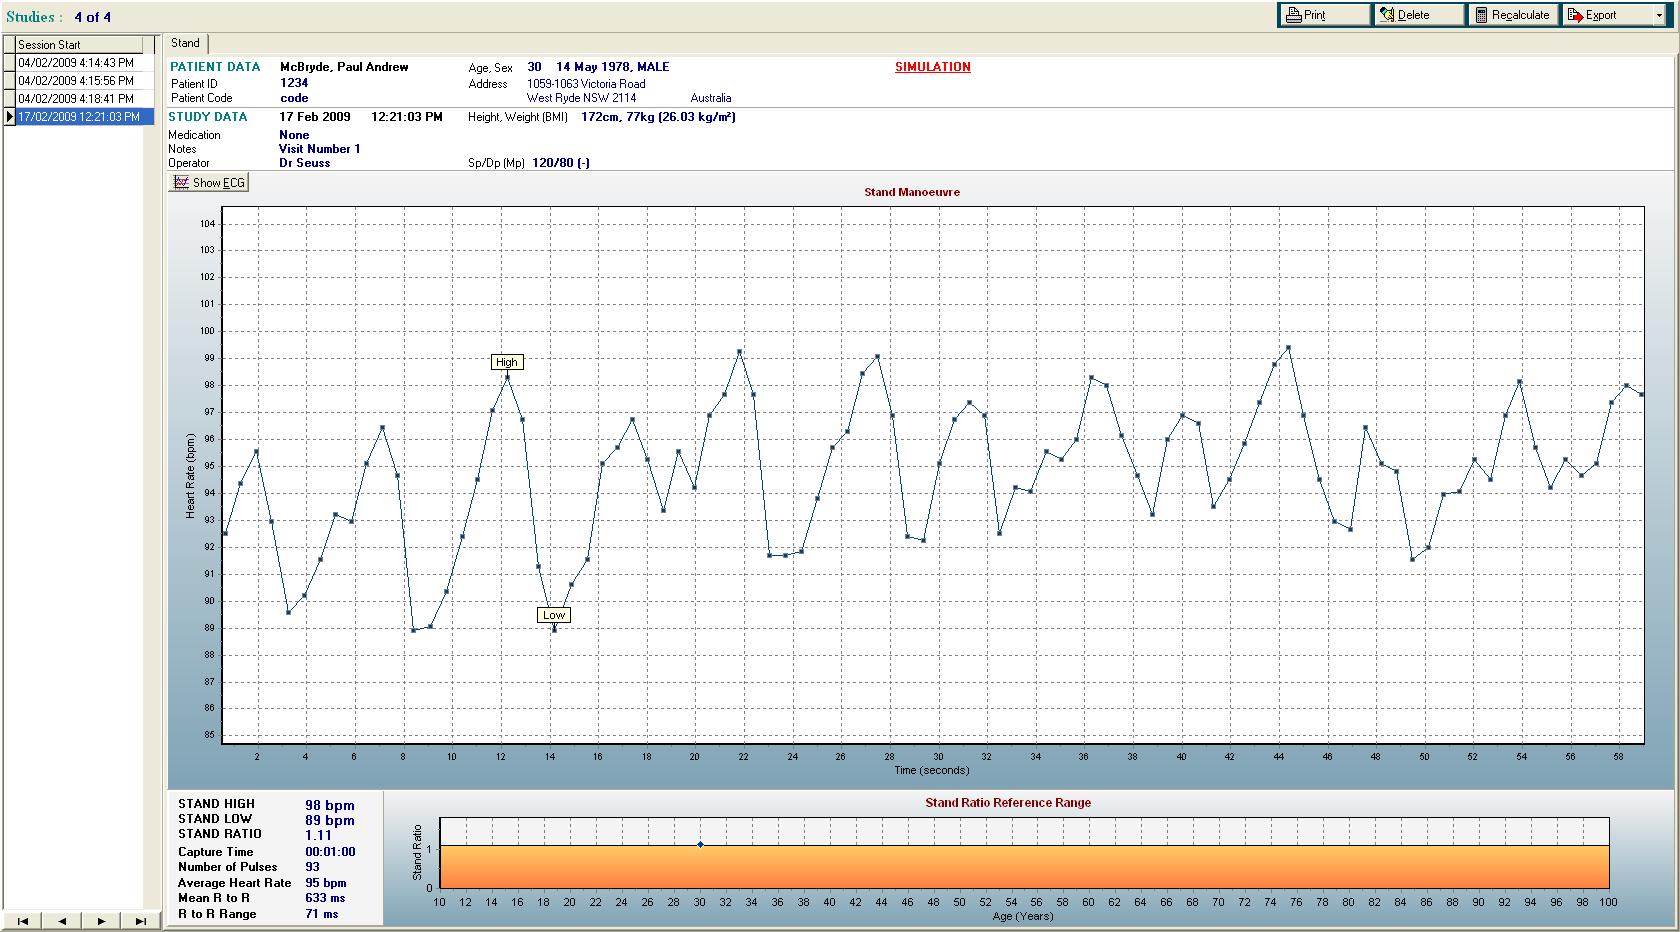 Studies : 4 of 4
Print Delete Recalculate Export
Session Start
04/02/2009 4:14:43 PM
04/02/2009 4:15:56 PM
04/02/2009 4:18:41 PM
17/02/2009 12:21:03 PM
Stand
PATIENT DATA McBryde, Paul Andrew Age, Sex 30 14 May 1978, MALE SIMULATION
Patient ID 1234 Address 1059-1063 Victoria Road
Patient Code code West Ryde NSW 2114 Australia
STUDY DATA 17 Feb 2009 12:21:03 PM Height, Weight (BMI) 172cm, 77kg (26.03 kg/m²)
Medication None
Notes Visit Number 1
Operator Dr Seuss Sp/Dp (Mp) 120/80 (-)
Show ECG
Stand Manoeuvre
104
103
102
101
100
99
98
97
96
95
94
93
92
91
90
89
88
87
86
85
Heart Rate (bpm)
High
Low
2 4 6 8 10 12 14 16 18 20 22 24 26 28 30 32 34 36 38 40 42 44 46 48 50 52 54 56 58
Time (seconds)
STAND HIGH 98 bpm
STAND LOW 89 bpm
STAND RATIO 1.11
Capture Time 00:01:00
Number of Pulses 93
Average Heart Rate 95 bpm
Mean R to R 633 ms
R to R Range 71 ms
Stand Ratio Reference Range
Stand Ratio
1
0
10 12 14 16 18 20 22 24 26 28 30 32 34 36 38 40 42 44 46 48 50 52 54 56 58 60 62 64 66 68 70 72 74 76 78 80 82 84 86 88 90 92 94 96 98 100
Age (Years)